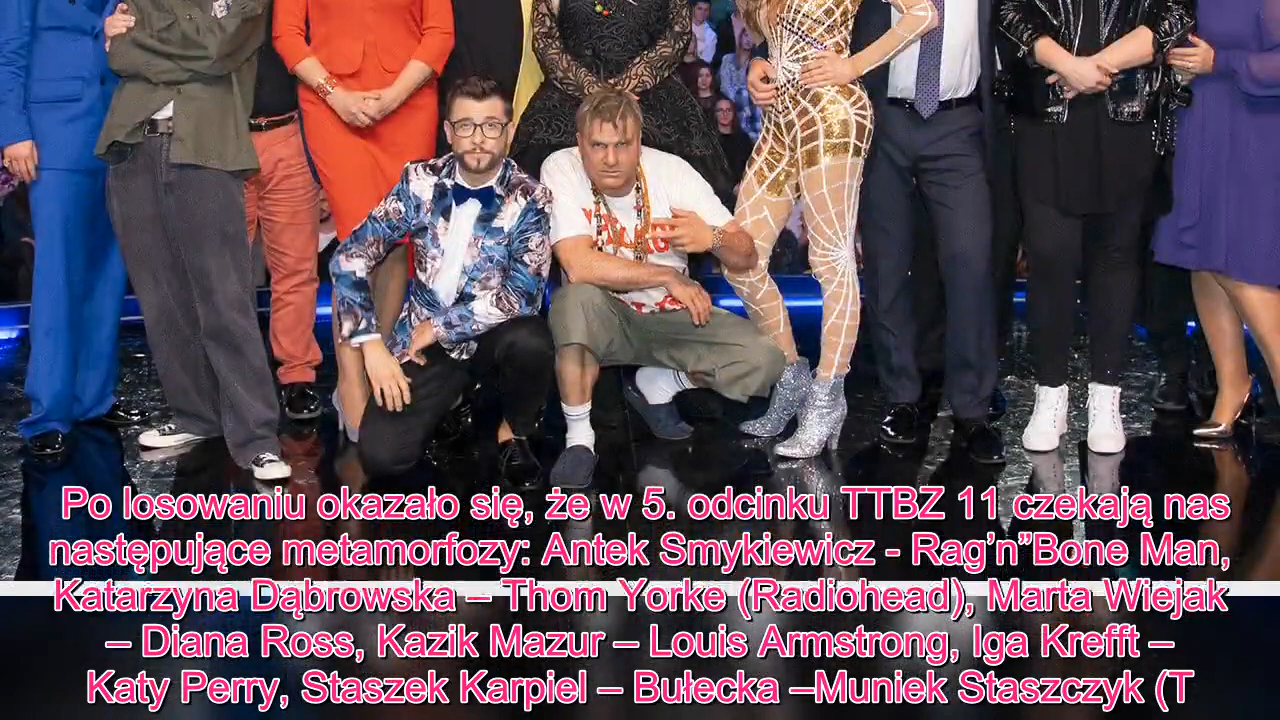 Po losowaniu okazało się, że w 5. odcinku TTBZ 11 czekają nas
następujące metamorfozy: Antek Smykiewicz - Rag’n”Bone Man,
Katarzyna Dąbrowska – Thom Yorke (Radiohead), Marta Wiejak
– Diana Ross, Kazik Mazur – Louis Armstrong, Iga Krefft –
Katy Perry, Staszek Karpiel – Bułecka –Muniek Staszczyk (T